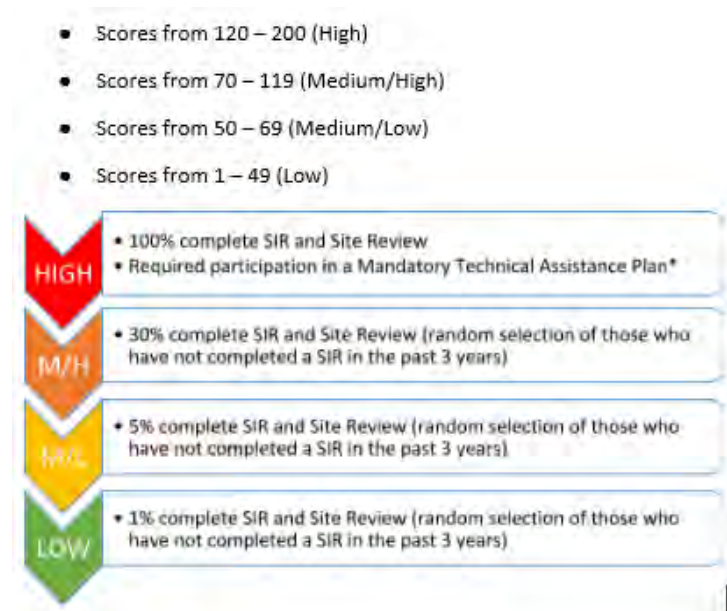 • Scores from 120 – 200 (High)
• Scores from 70 – 119 (Medium/High)
• Scores from 50 – 69 (Medium/Low)
• Scores from 1 – 49 (Low)
HIGH
• 100% complete SIR and Site Review
• Required participation in a Mandatory Technical Assistance Plan*
M/H
• 30% complete SIR and Site Review (random selection of those who
have not completed a SIR in the past 3 years)
M/L
• 5% complete SIR and Site Review (random selection of those who
have not completed a SIR in the past 3 years)
LOW
• 1% complete SIR and Site Review (random selection of those who
have not completed a SIR in the past 3 years)